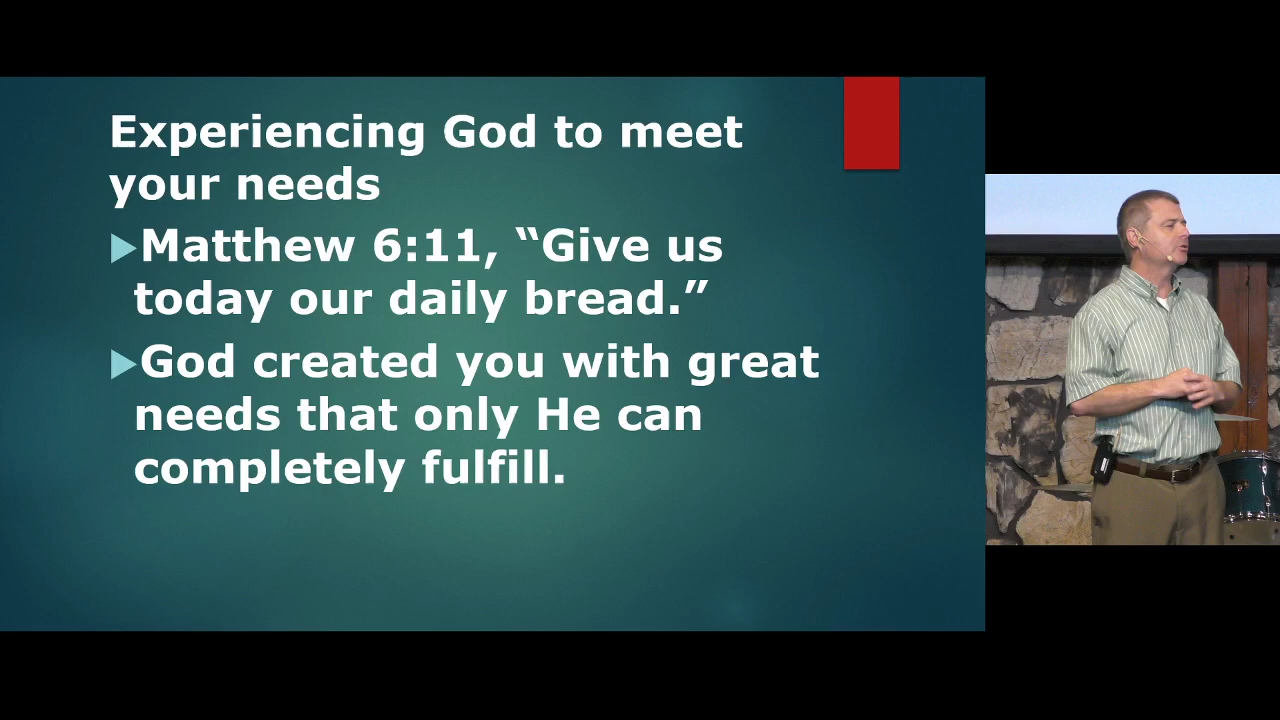 Experiencing God to meet
your needs
Matthew 6:11, “Give us
today our daily bread.”
God created you with great
needs that only He can
completely fulfill.